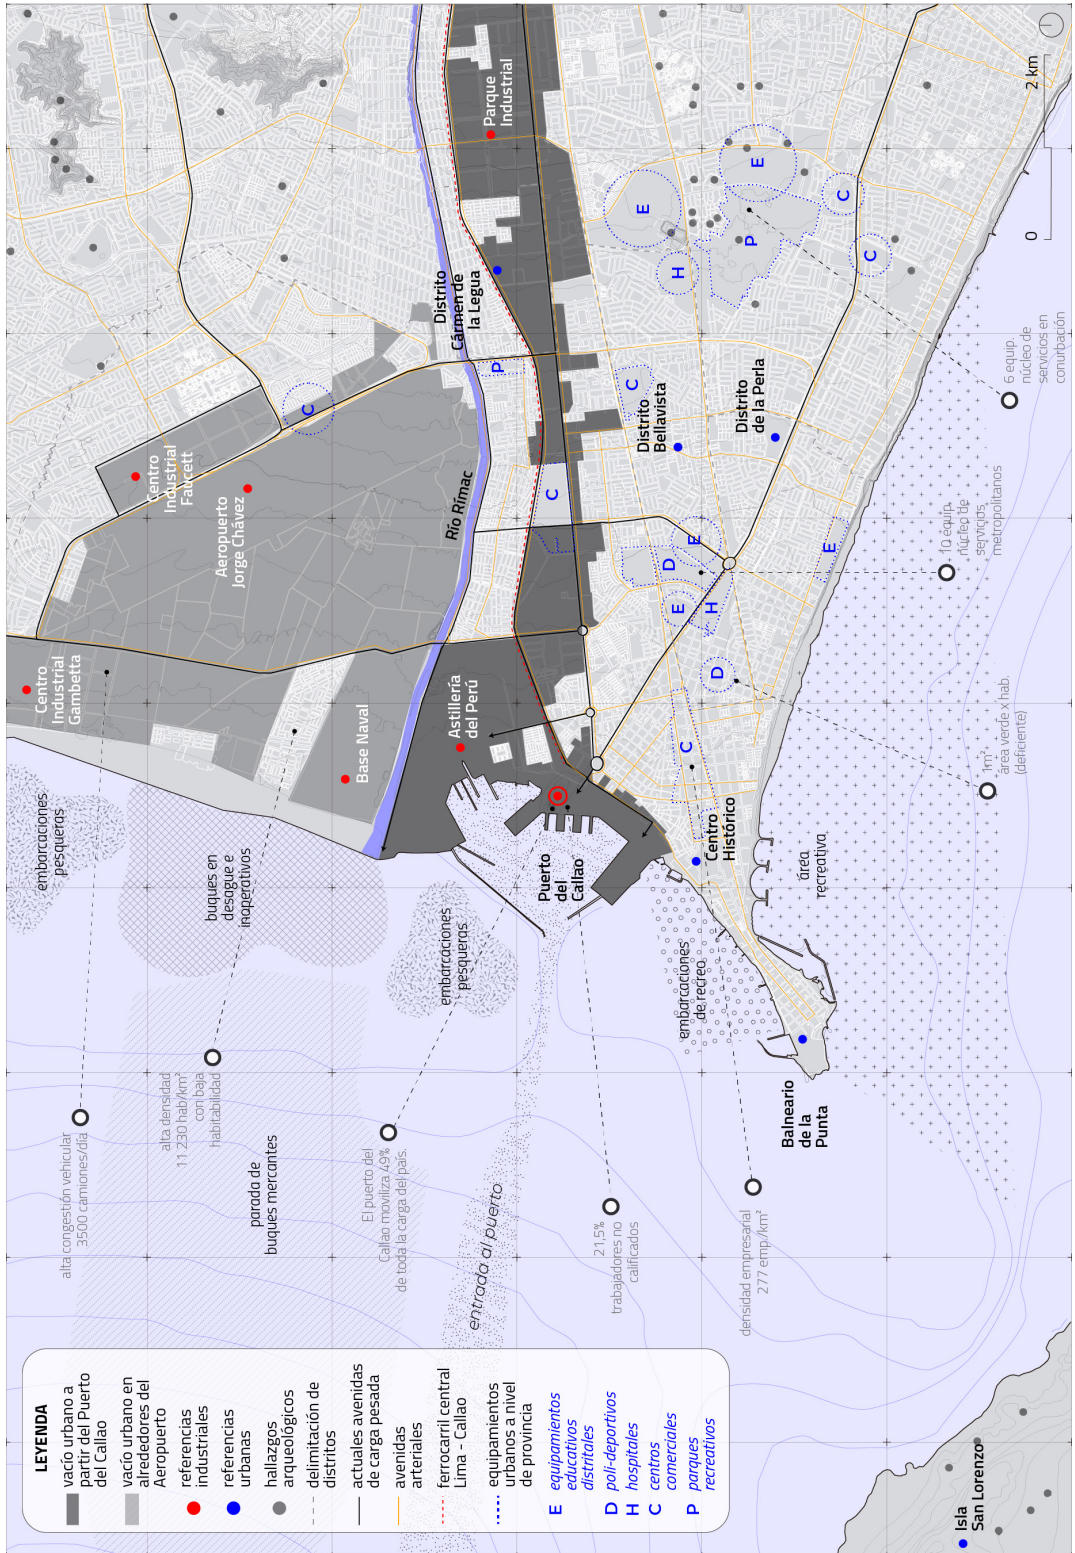 LEYENDA
vacío urbano a
partir del Puerto
del Callao
vacío urbano en
alrededores del
Aeropuerto
referencias
industriales
referencias
urbanas
hallazgos
arqueológicos
delimitación de
distritos
actuales avenidas
de carga pesada
avenidas
arteriales
ferrocarril central
Lima - Callao
equipamientos
urbanos a nivel
de provincia
E equipamientos
educativos
distritales
D poli-deportivos
H hospitales
C centros
comerciales
P parques
recreativos
alta congestión vehicular
3500 camiones/día
alta densidad
11 230 hab/km²
con baja
habitabilidad
parada de
buques mercantes
El puerto del
Callao moviliza 49%
de toda la carga del país.
entrada al puerto
21,5%
trabajadores no
calificados
densidad empresarial
277 emp./km²
Isla
San Lorenzo
embarcaciones
pesqueras
buques en
desague e
inoperativos
embarcaciones
pesqueras
embarcaciones
de recreo
Balneario
de la
Punta
área
recreativa
Centro
Industrial
Gambetta
Base Naval
Astillería
del Perú
Puerto
del
Callao
Centro
Histórico
C
D
1 m²
área verde x hab.
(deficiente)
Centro
Industrial
Faucett
Aeropuerto
Jorge Chávez
Río Rímac
C
C
P
E
D
E
H
E
10 equip.
núcleo de
servicios
metropolitanos
Distrito
Cármen de
la Legua
C
Distrito
Bellavista
Distrito
de la Perla
6 equip.
núcleo de
servicios en
conurbación
Parque
Industrial
E
H
P
E
C
C
0
2 km